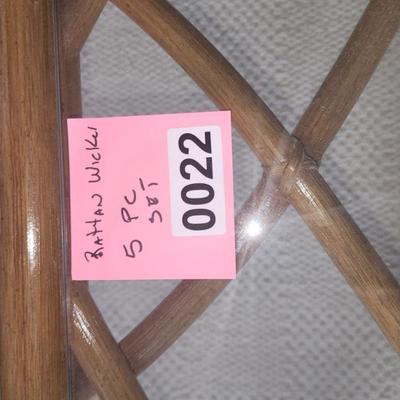 Rattan Wicker
5 PC
SET
0022